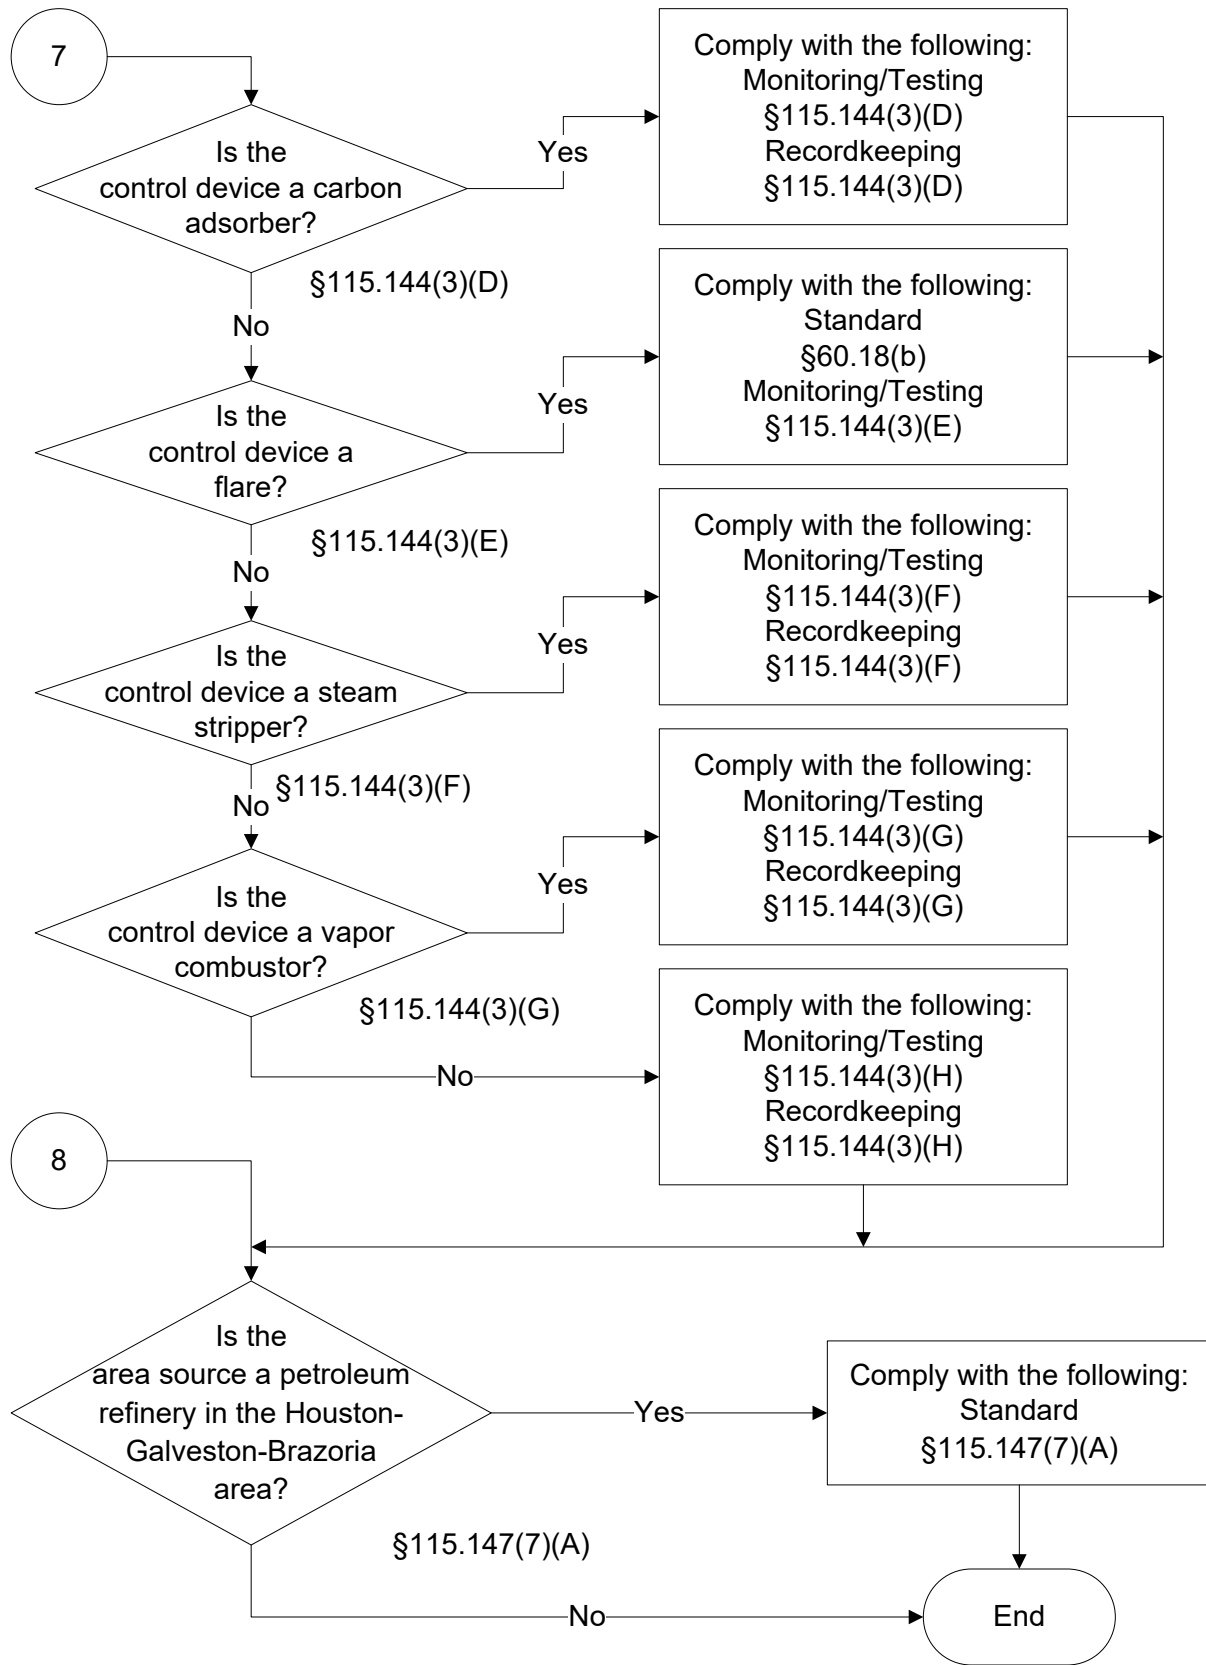 7
Is the
control device a carbon
adsorber?
Yes
Comply with the following:
Monitoring/Testing
§115.144(3)(D)
Recordkeeping
§115.144(3)(D)
§115.144(3)(D)
No
Is the
control device a
flare?
Yes
Comply with the following:
Standard
§60.18(b)
Monitoring/Testing
§115.144(3)(E)
§115.144(3)(E)
No
Is the
control device a steam
stripper?
Yes
Comply with the following:
Monitoring/Testing
§115.144(3)(F)
Recordkeeping
§115.144(3)(F)
§115.144(3)(F)
No
Is the
control device a vapor
combustor?
Yes
Comply with the following:
Monitoring/Testing
§115.144(3)(G)
Recordkeeping
§115.144(3)(G)
§115.144(3)(G)
No
Comply with the following:
Monitoring/Testing
§115.144(3)(H)
Recordkeeping
§115.144(3)(H)
8
Is the
area source a petroleum
refinery in the Houston-
Galveston-Brazoria
area?
Yes
Comply with the following:
Standard
§115.147(7)(A)
§115.147(7)(A)
No
End